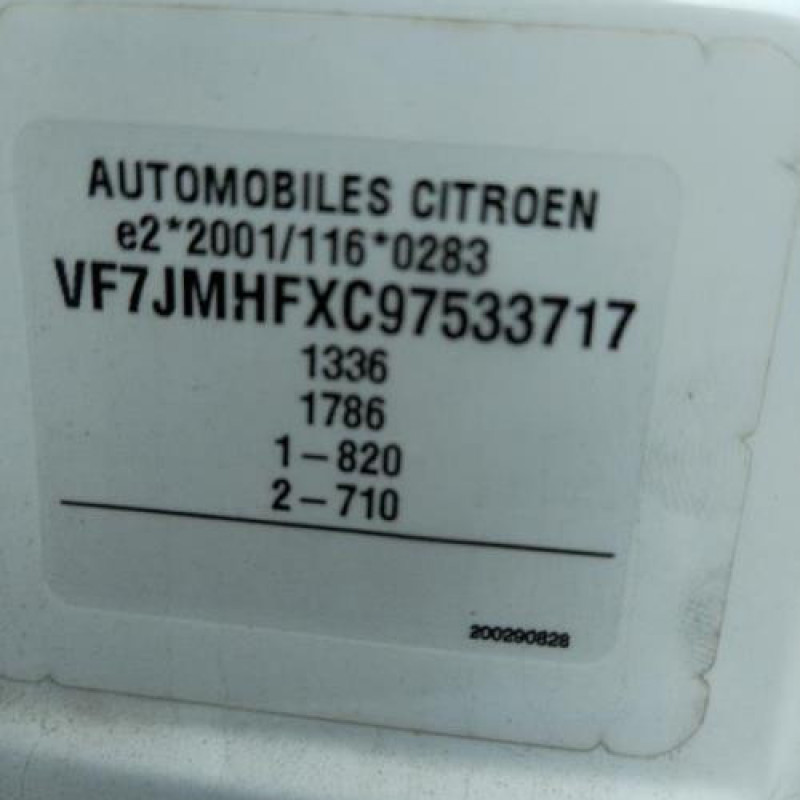 AUTOMOBILES CITROEN
e2*2001/116*0283
VF7JMHFXC97533717
1336
1786
1-820
2-710
200290828